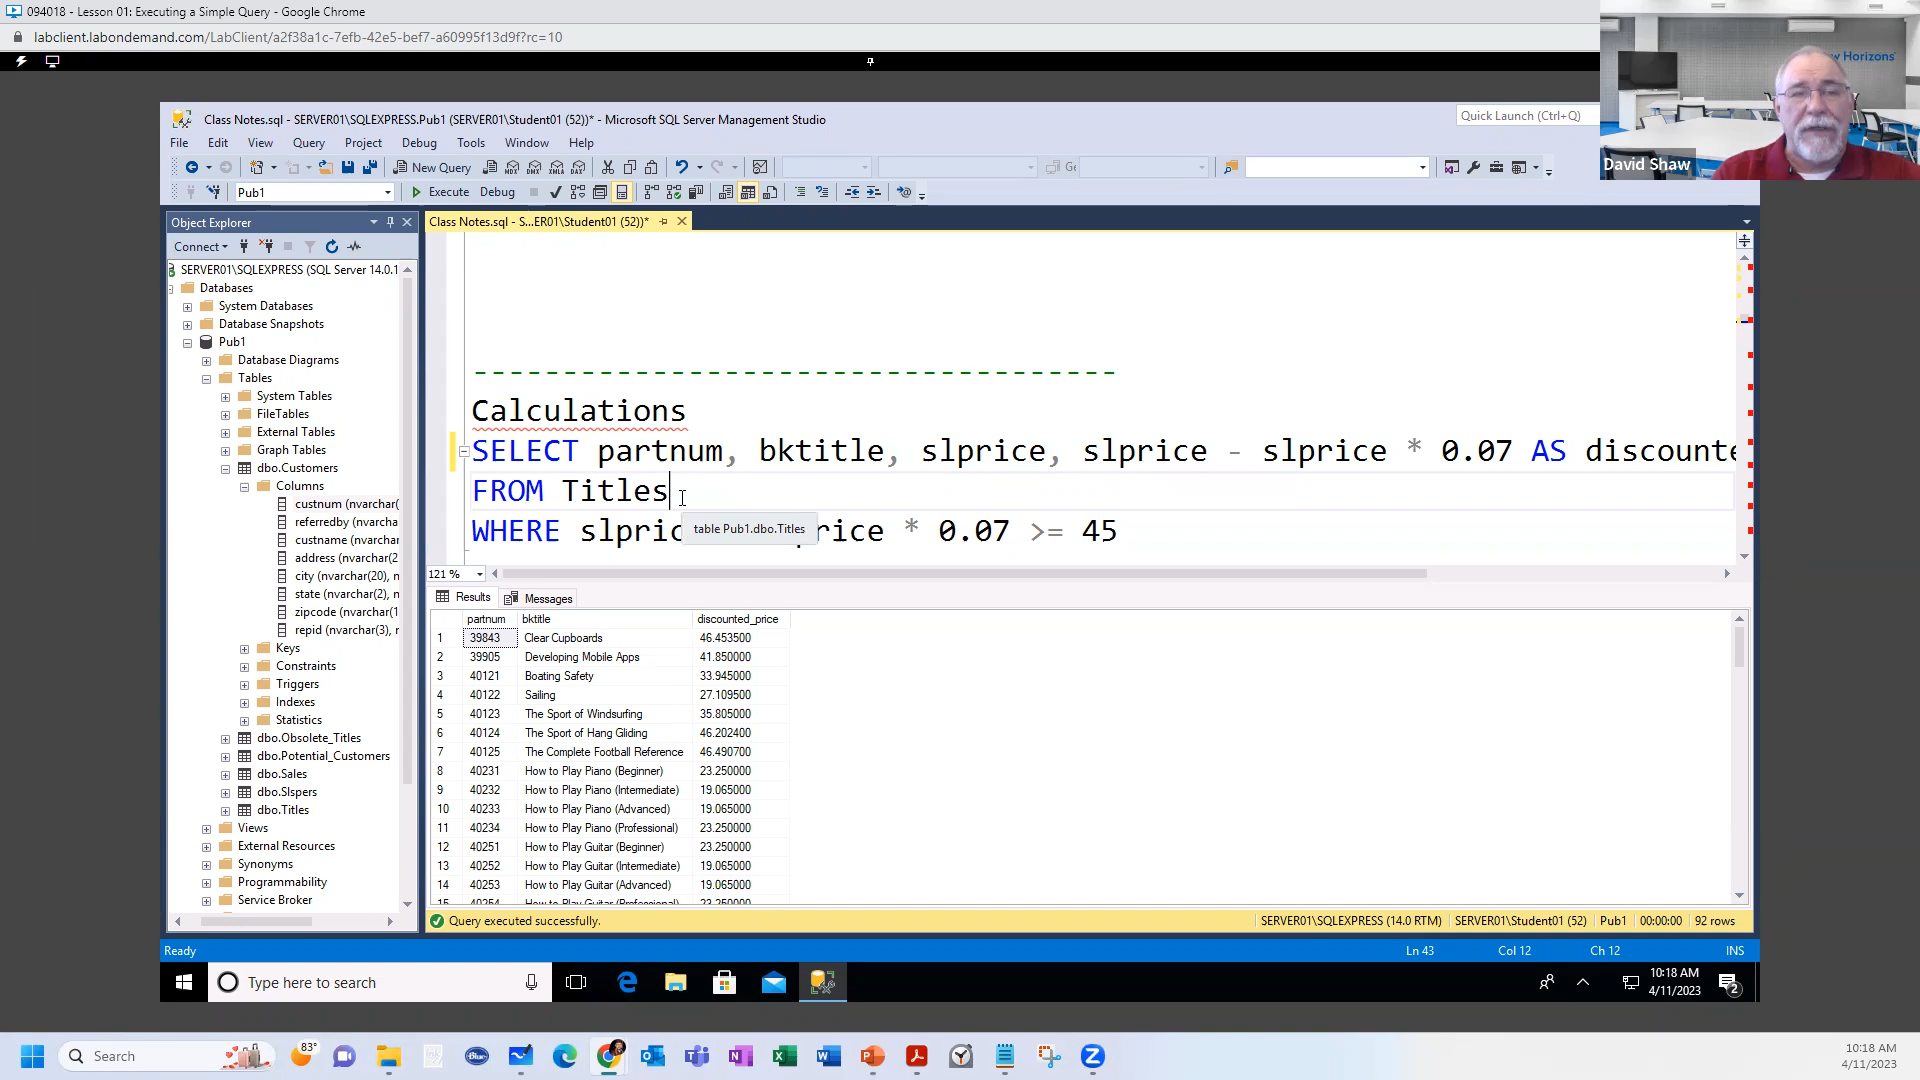 094018 - Lesson 01: Executing a Simple Query - Google Chrome
labclient.labondemand.com/LabClient/a2f38a1c-7efb-42e5-bef7-a60995f13d9f?rc=10
Horizons
David Shaw
Class Notes.sql - SERVER01\SQLEXPRESS.Pub1 (SERVER01\Student01 (52))* - Microsoft SQL Server Management Studio
Quick Launch (Ctrl+Q)
File Edit View Query Project Debug Tools Window Help
New Query
Pub1 Execute Debug
Object Explorer
Class Notes.sql - S...ER01\Student01 (52))*
Connect
SERVER01\SQLEXPRESS (SQL Server 14.0.1
Databases
System Databases
Database Snapshots
Pub1
Database Diagrams
Tables
System Tables
FileTables
External Tables
Graph Tables
dbo.Customers
Columns
custnum (nvarchar(
referredby (nvarcha
custname (nvarchar(
address (nvarchar(2
city (nvarchar(20), n
state (nvarchar(2), n
zipcode (nvarchar(1
repid (nvarchar(3), r
Keys
Constraints
Triggers
Indexes
Statistics
dbo.Obsolete_Titles
dbo.Potential_Customers
dbo.Sales
dbo.Slspers
dbo.Titles
Views
External Resources
Synonyms
Programmability
Service Broker
------------------------------------
Calculations
SELECT partnum, bktitle, slprice, slprice - slprice * 0.07 AS discounte
FROM Titles
WHERE slpric price * 0.07 >= 45
table Pub1.dbo.Titles
121 %
Results Messages
partnum bktitle discounted_price
1 39843 Clear Cupboards 46.453500
2 39905 Developing Mobile Apps 41.850000
3 40121 Boating Safety 33.945000
4 40122 Sailing 27.109500
5 40123 The Sport of Windsurfing 35.805000
6 40124 The Sport of Hang Gliding 46.202400
7 40125 The Complete Football Reference 46.490700
8 40231 How to Play Piano (Beginner) 23.250000
9 40232 How to Play Piano (Intermediate) 19.065000
10 40233 How to Play Piano (Advanced) 19.065000
11 40234 How to Play Piano (Professional) 23.250000
12 40251 How to Play Guitar (Beginner) 23.250000
13 40252 How to Play Guitar (Intermediate) 19.065000
14 40253 How to Play Guitar (Advanced) 19.065000
15 40254 How to Play Guitar (Professional) 23.250000
Query executed successfully.
SERVER01\SQLEXPRESS (14.0 RTM) SERVER01\Student01 (52) Pub1 00:00:00 92 rows
Ready
Ln 43 Col 12 Ch 12 INS
Type here to search
10:18 AM
4/11/2023
2
Search
83°
Blue
10:18 AM
4/11/2023